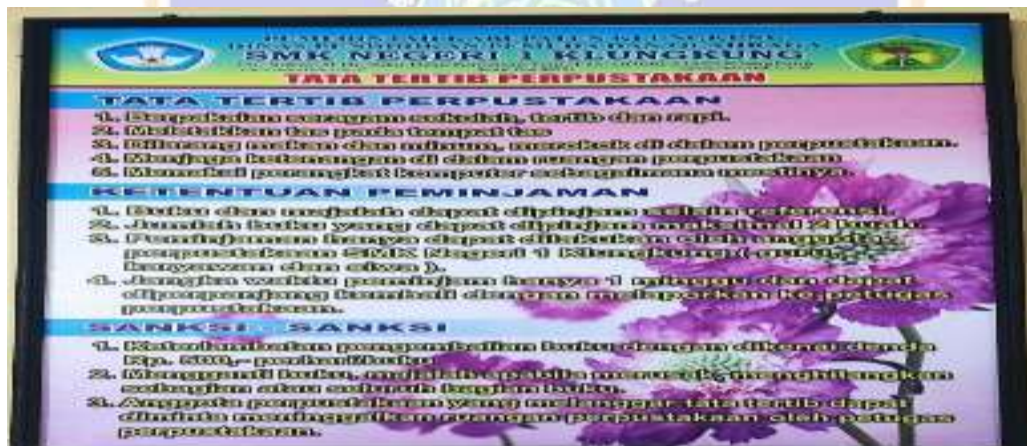 SMK NEGERI 1 KLUNGKUNG
TATA TERTIB PERPUSTAKAAN
TATA TERTIB PERPUSTAKAAN
1. Berpakaian seragam sekolah, tertib dan rapi.
2. Meletakkan tas pada tempat tas
3. Dilarang makan dan minum, merokok di dalam perpustakaan.
4. Menjaga ketenangan di dalam ruangan perpustakaan
5. Memakai perangkat komputer sebagaimana mestinya.
KETENTUAN PEMINJAMAN
1. Buku dan majalah dapat dipinjam selain referensi.
2. Jumlah buku yang dapat dipinjam maksimal 2 buah.
3. Peminjaman hanya dapat dilakukan oleh anggota
perpustakaan SMK Negeri 1 Klungkung( guru,
karyawan dan siwa ).
4. Jangka waktu peminjam hanya 1 minggu dan dapat
diperpanjang kembali dengan melaporkan ke petugas
perpustakaan.
SANKSI - SANKSI
1. Keterlambatan pengembalian buku dengan dikenai denda
Rp. 500,- perhari/buku
2. Mengganti buku, majalah apabila merusak, menghilangkan
sebagian atau seluruh bagian buku.
3. Anggota perpustakaan yang melanggar tata tertib dapat
diminta meninggalkan ruangan perpustakaan oleh petugas
perpustakaan.